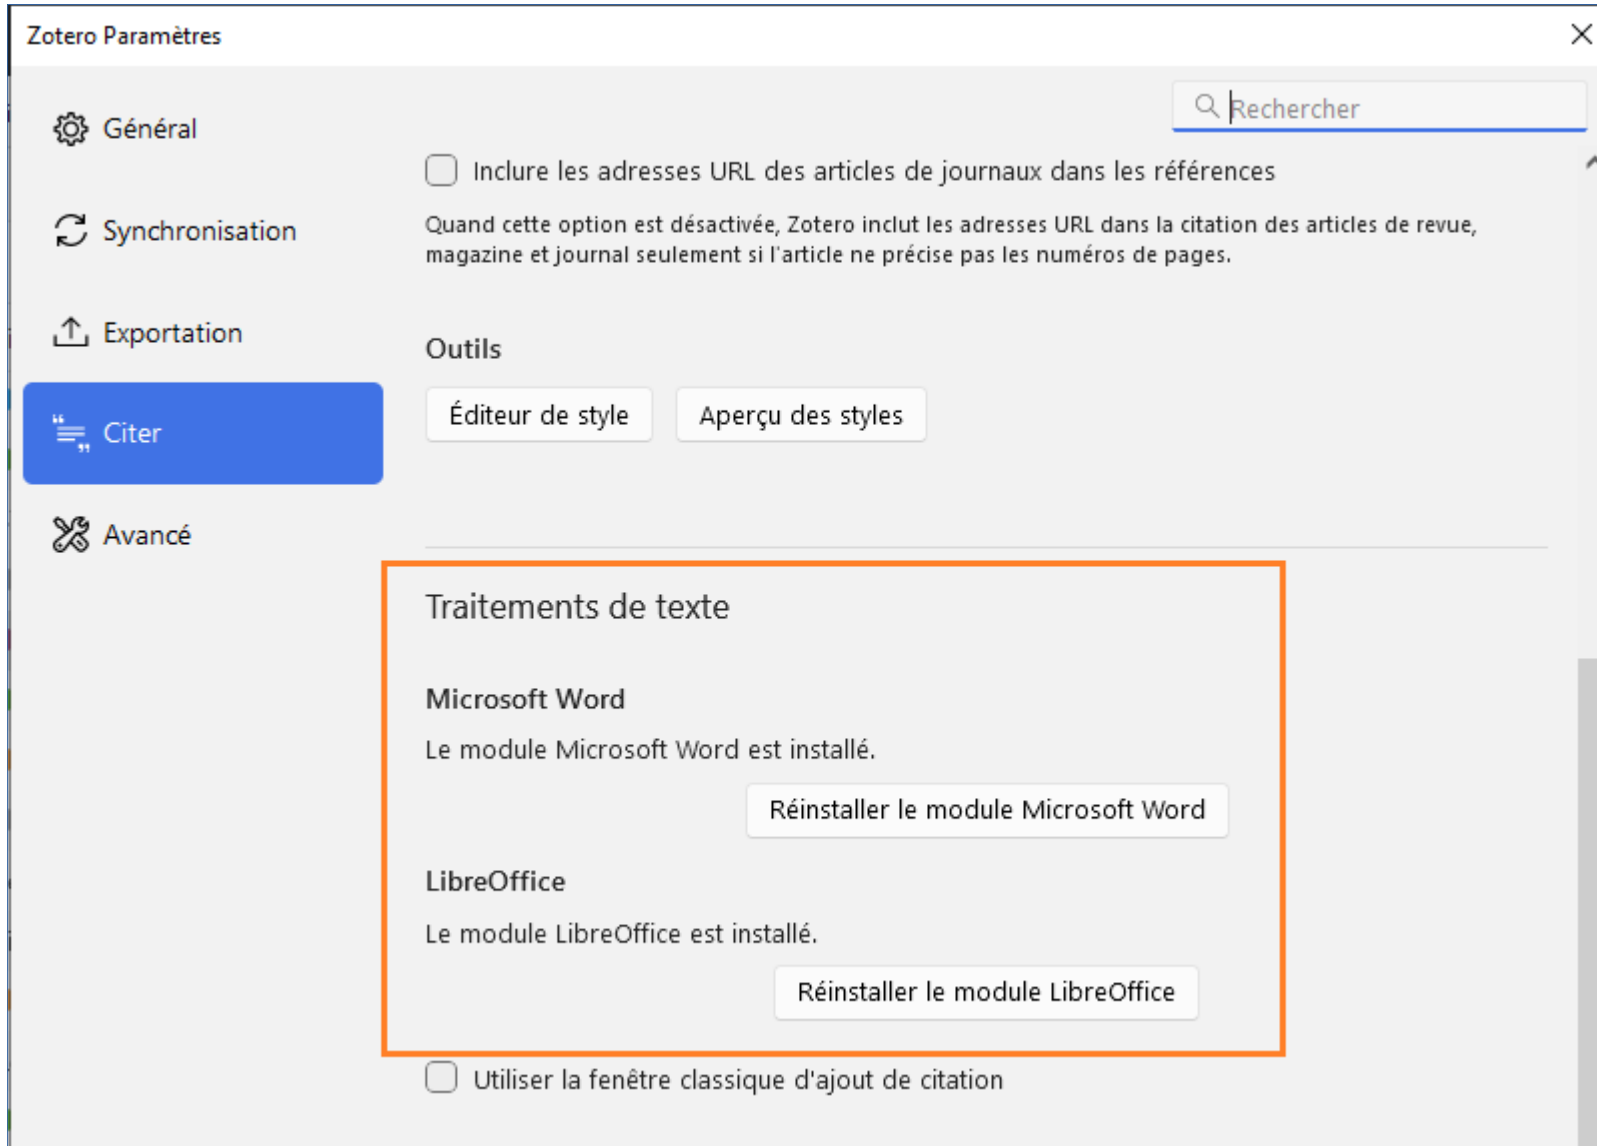 Zotero Paramètres
Rechercher
Général
Synchronisation
Exportation
Citer
Avancé
Inclure les adresses URL des articles de journaux dans les références
Quand cette option est désactivée, Zotero inclut les adresses URL dans la citation des articles de revue,
magazine et journal seulement si l'article ne précise pas les numéros de pages.
Outils
Éditeur de style
Aperçu des styles
Traitements de texte
Microsoft Word
Le module Microsoft Word est installé.
Réinstaller le module Microsoft Word
LibreOffice
Le module LibreOffice est installé.
Réinstaller le module LibreOffice
Utiliser la fenêtre classique d'ajout de citation